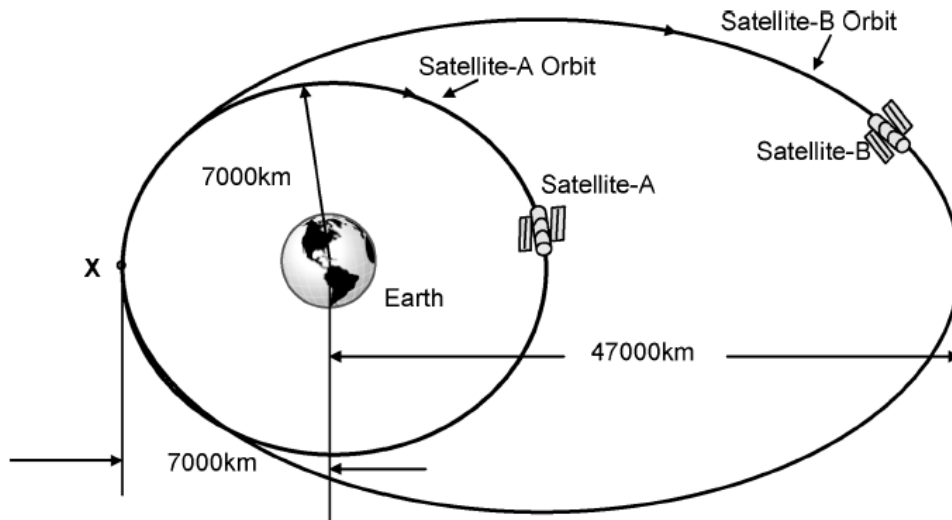 Satellite-B Orbit
Satellite-A Orbit
7000km
Satellite-B
Satellite-A
X
Earth
47000km
7000km